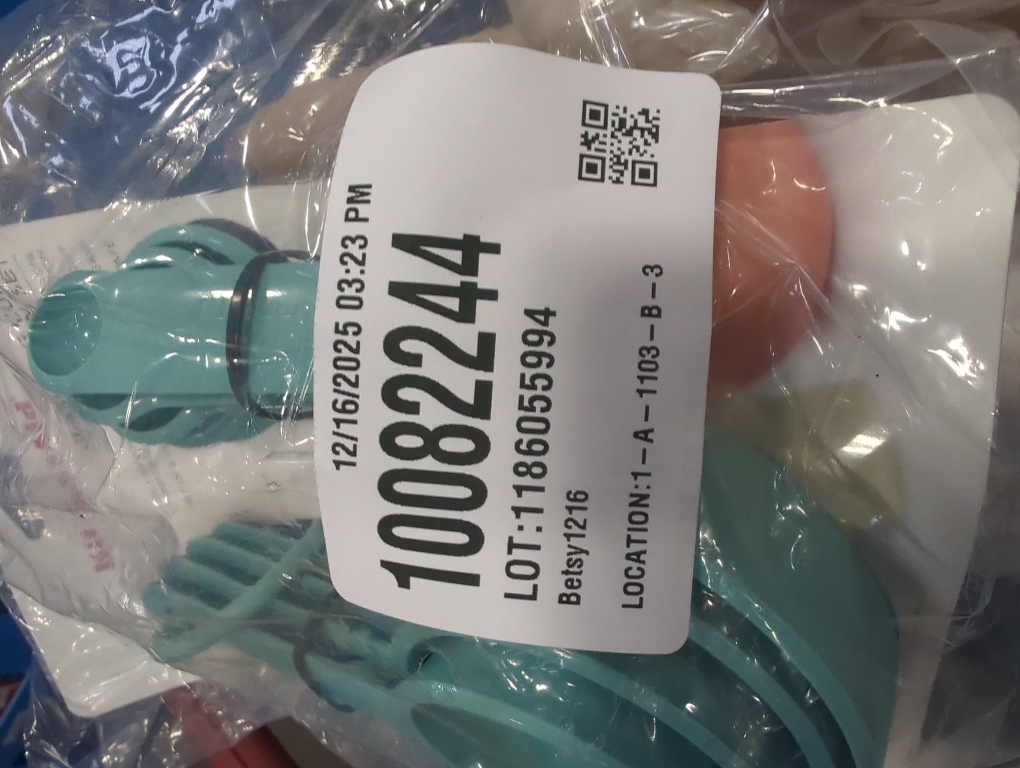 12/16/2025 03:23 PM
10082244
LOT:1186055994
Betsy1216
LOCATION:1-A-1103-B-3